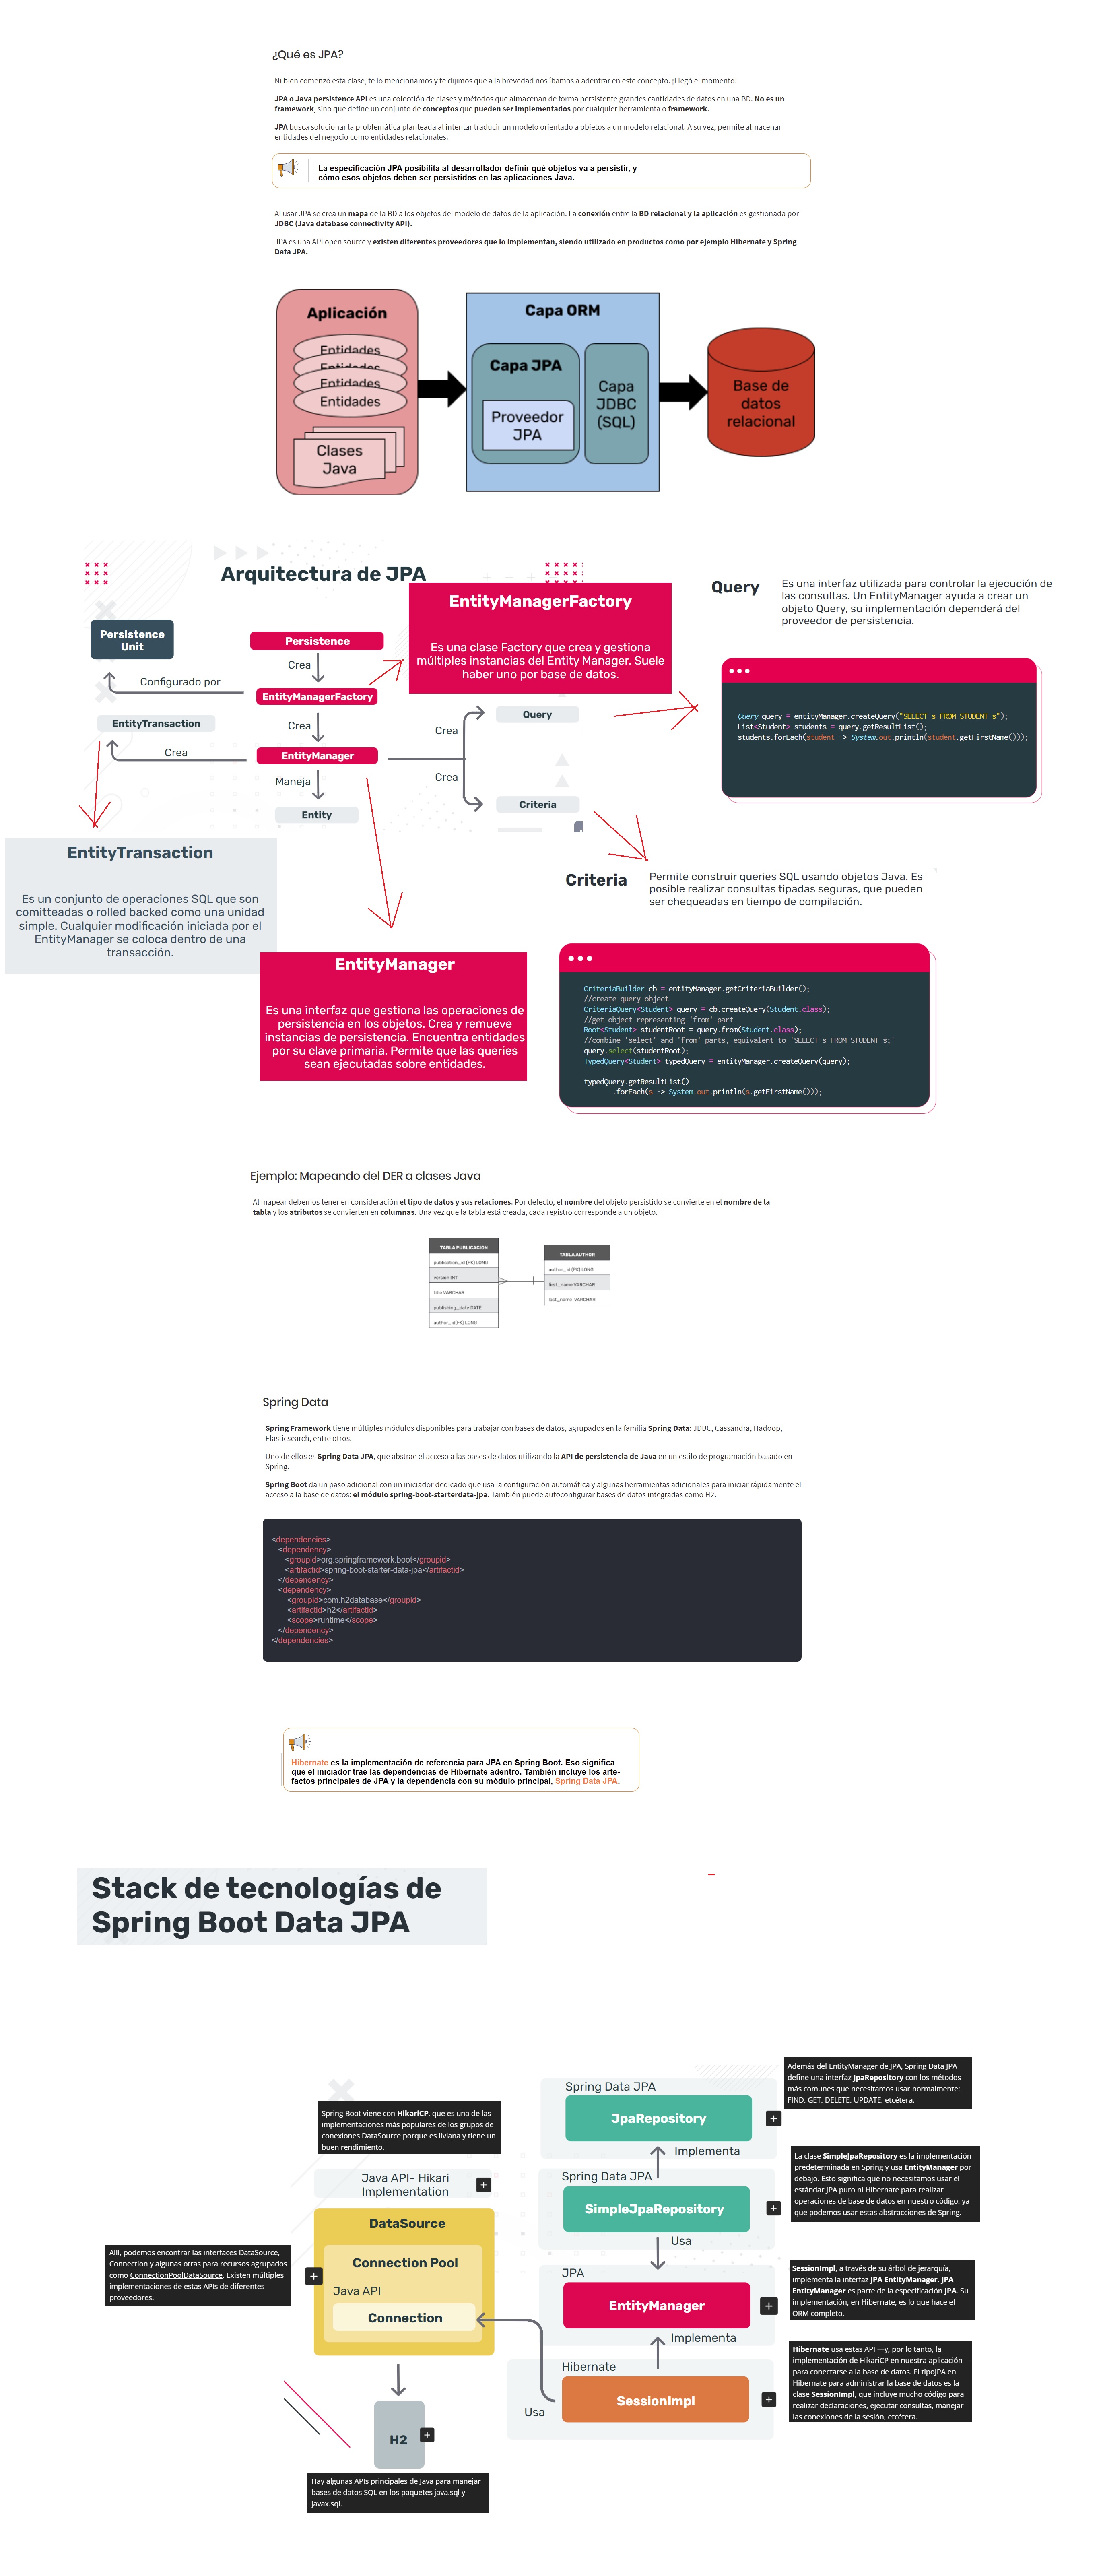 ¿Qué es JPA?
Ni bien comenzó esta clase, te lo mencionamos y te dijimos que a la brevedad nos íbamos a adentrar en este concepto. ¡Llegó el momento!
JPA o Java persistence API es una colección de clases y métodos que almacenan de forma persistente grandes cantidades de datos en una BD. No es un
framework, sino que define un conjunto de conceptos que pueden ser implementados por cualquier herramienta o framework.
JPA busca solucionar la problemática planteada al intentar traducir un modelo orientado a objetos a un modelo relacional. A su vez, permite almacenar
entidades del negocio como entidades relacionales.
La especificación JPA posibilita al desarrollador definir qué objetos va a persistir, y
cómo esos objetos deben ser persistidos en las aplicaciones Java.
Al usar JPA se crea un mapa de la BD a los objetos del modelo de datos de la aplicación. La conexión entre la BD relacional y la aplicación es gestionada por
JDBC (Java database connectivity API).
JPA es una API open source y existen diferentes proveedores que lo implementan, siendo utilizado en productos como por ejemplo Hibernate y Spring
Data JPA.
Aplicación
Entidades
Entidades
Entidades
Entidades
Clases
Java
Capa ORM
Capa JPA
Proveedor
JPA
Capa
JDBC
(SQL)
Base de
datos
relacional
Arquitectura de JPA
Persistence
Unit
Persistence
Crea
Configurado por
EntityManagerFactory
EntityTransaction
Crea
Crea
EntityManager
Maneja
Entity
Crea
Query
Crea
Criteria
EntityManagerFactory
Es una clase Factory que crea y gestiona
múltiples instancias del Entity Manager. Suele
haber uno por base de datos.
Query
Es una interfaz utilizada para controlar la ejecución de
las consultas. Un EntityManager ayuda a crear un
objeto Query, su implementación dependerá del
proveedor de persistencia.
Query query = entityManager.createQuery("SELECT s FROM STUDENT s");
List<Student> students = query.getResultList();
students.forEach(student -> System.out.println(student.getFirstName()));
EntityTransaction
Es un conjunto de operaciones SQL que son
comitteadas o rolled backed como una unidad
simple. Cualquier modificación iniciada por el
EntityManager se coloca dentro de una
transacción.
EntityManager
Es una interfaz que gestiona las operaciones de
persistencia en los objetos. Crea y remueve
instancias de persistencia. Encuentra entidades
por su clave primaria. Permite que las queries
sean ejecutadas sobre entidades.
Criteria
Permite construir queries SQL usando objetos Java. Es
posible realizar consultas tipadas seguras, que pueden
ser chequeadas en tiempo de compilación.
CriteriaBuilder cb = entityManager.getCriteriaBuilder();
//create query object
CriteriaQuery<Student> query = cb.createQuery(Student.class);
//get object representing 'from' part
Root<Student> studentRoot = query.from(Student.class);
//combine 'select' and 'from' parts, equivalent to 'SELECT s FROM STUDENT s;'
query.select(studentRoot);
TypedQuery<Student> typedQuery = entityManager.createQuery(query);
typedQuery.getResultList()
.forEach(s -> System.out.println(s.getFirstName()));
Ejemplo: Mapeando del DER a clases Java
Al mapear debemos tener en consideración el tipo de datos y sus relaciones. Por defecto, el nombre del objeto persistido se convierte en el nombre de la
tabla y los atributos se convierten en columnas. Una vez que la tabla está creada, cada registro corresponde a un objeto.
TABLA PUBLICACION
publication_id (PK) LONG
version INT
title VARCHAR
publishing_date DATE
author_id(FK) LONG
TABLA AUTHOR
author_id (PK) LONG
first_name VARCHAR
last_name VARCHAR
Spring Data
Spring Framework tiene múltiples módulos disponibles para trabajar con bases de datos, agrupados en la familia Spring Data: JDBC, Cassandra, Hadoop,
Elasticsearch, entre otros.
Uno de ellos es Spring Data JPA, que abstrae el acceso a las bases de datos utilizando la API de persistencia de Java en un estilo de programación basado en
Spring.
Spring Boot da un paso adicional con un iniciador dedicado que usa la configuración automática y algunas herramientas adicionales para iniciar rápidamente el
acceso a la base de datos: el módulo spring-boot-starterdata-jpa. También puede autoconfigurar bases de datos integradas como H2.
<dependencies>
<dependency>
<groupid>org.springframework.boot</groupid>
<artifactid>spring-boot-starter-data-jpa</artifactid>
</dependency>
<dependency>
<groupid>com.h2database</groupid>
<artifactid>h2</artifactid>
<scope>runtime</scope>
</dependency>
</dependencies>
Hibernate es la implementación de referencia para JPA en Spring Boot. Eso significa
que el iniciador trae las dependencias de Hibernate adentro. También incluye los arte-
factos principales de JPA y la dependencia con su módulo principal, Spring Data JPA.
Stack de tecnologías de
Spring Boot Data JPA
Spring Boot viene con HikariCP, que es una de las
implementaciones más populares de los grupos de
conexiones DataSource porque es liviana y tiene un
buen rendimiento.
Java API- Hikari
Implementation
DataSource
Connection Pool
Java API
Connection
Allí, podemos encontrar las interfaces DataSource,
Connection y algunas otras para recursos agrupados
como ConnectionPoolDataSource. Existen múltiples
implementaciones de estas APIs de diferentes
proveedores.
H2
Hay algunas APIs principales de Java para manejar
bases de datos SQL en los paquetes java.sql y
javax.sql.
Spring Data JPA
JpaRepository
Implementa
Además del EntityManager de JPA, Spring Data JPA
define una interfaz JpaRepository con los métodos
más comunes que necesitamos usar normalmente:
FIND, GET, DELETE, UPDATE, etcétera.
Spring Data JPA
SimpleJpaRepository
Usa
La clase SimpleJpaRepository es la implementación
predeterminada en Spring y usa EntityManager por
debajo. Esto significa que no necesitamos usar el
estándar JPA puro ni Hibernate para realizar
operaciones de base de datos en nuestro código, ya
que podemos usar estas abstracciones de Spring.
JPA
EntityManager
Implementa
SessionImpl, a través de su árbol de jerarquía,
implementa la interfaz JPA EntityManager. JPA
EntityManager es parte de la especificación JPA. Su
implementación, en Hibernate, es lo que hace el
ORM completo.
Hibernate
SessionImpl
Usa
Hibernate usa estas API —y, por lo tanto, la
implementación de HikariCP en nuestra aplicación—
para conectarse a la base de datos. El tipoJPA en
Hibernate para administrar la base de datos es la
clase SessionImpl, que incluye mucho código para
realizar declaraciones, ejecutar consultas, manejar
las conexiones de la sesión, etcétera.